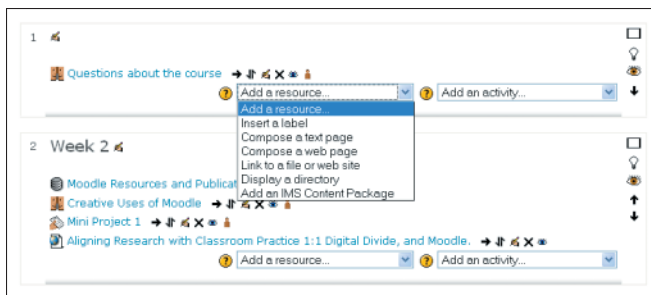 1
Questions about the course
Add a resource... Add an activity...
Add a resource...
Insert a label
Compose a text page
Compose a web page
Link to a file or web site
Display a directory
Add an IMS Content Package
2 Week 2
Moodle Resources and
Creative Uses of Moodle
Mini Project 1
Aligning Research with Classroom Practice 1:1 Digital Divide, and Moodle.
Add a resource... Add an activity...